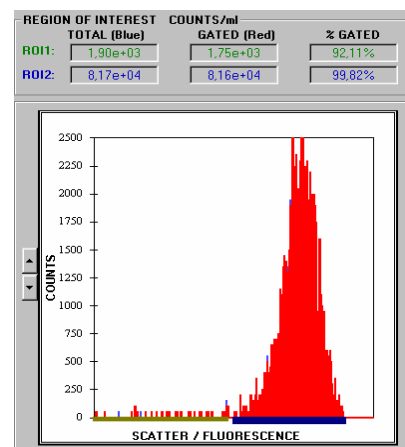 REGION OF INTEREST COUNTS/ml
TOTAL (Blue) GATED (Red) % GATED
ROI1: 1,90e+03 1,75e+03 92,11%
ROI2: 8,17e+04 8,16e+04 99,82%
2500
2250
2000
1750
1500
1250
1000
750
500
250
0
COUNTS
SCATTER / FLUORESCENCE